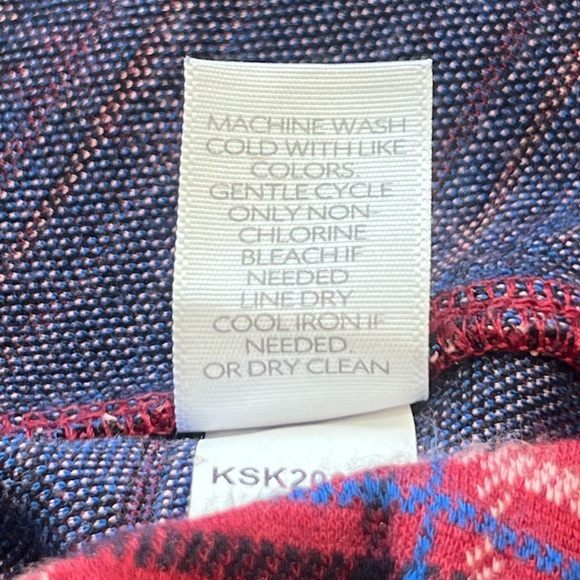 MACHINE WASH
COLD WITH LIKE
COLORS.
GENTLE CYCLE
ONLY NON
CHLORINE
BLEACH IF
NEEDED
LINE DRY
COOL IRON IF
NEEDED.
OR DRY CLEAN
KSK20